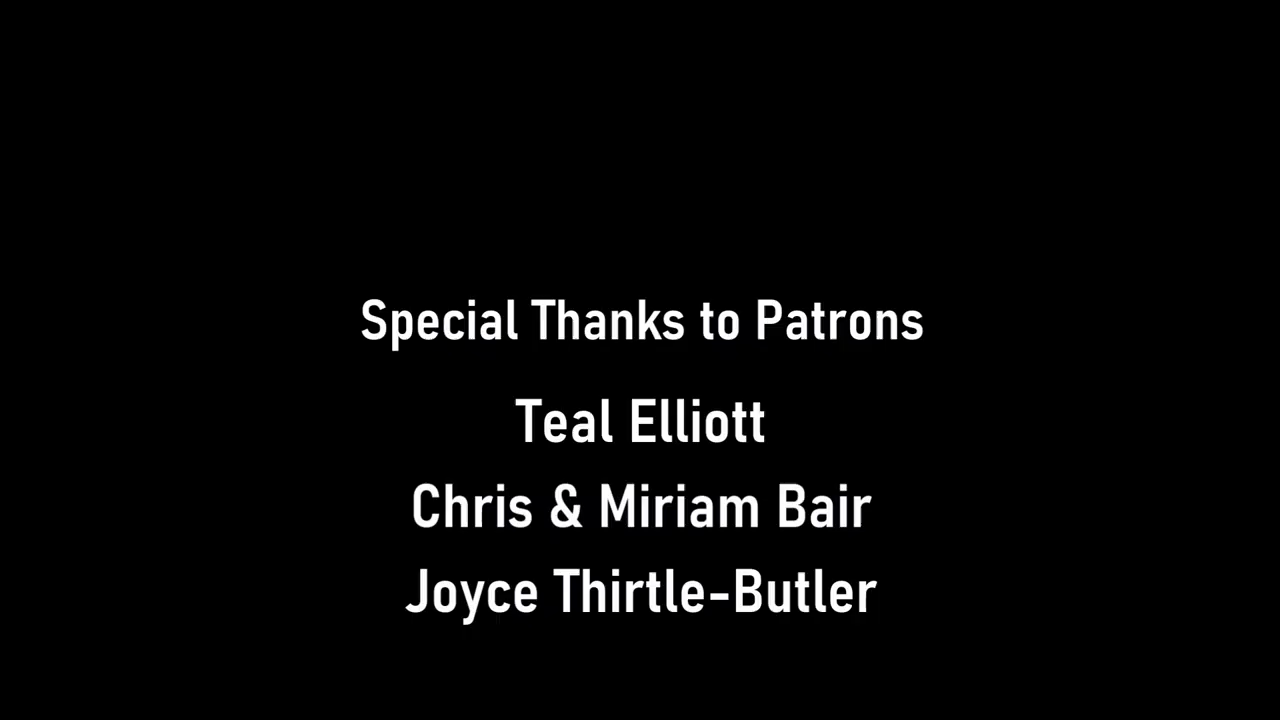 Special Thanks to Patrons
Teal Elliott
Chris & Miriam Bair
Joyce Thirtle-Butler